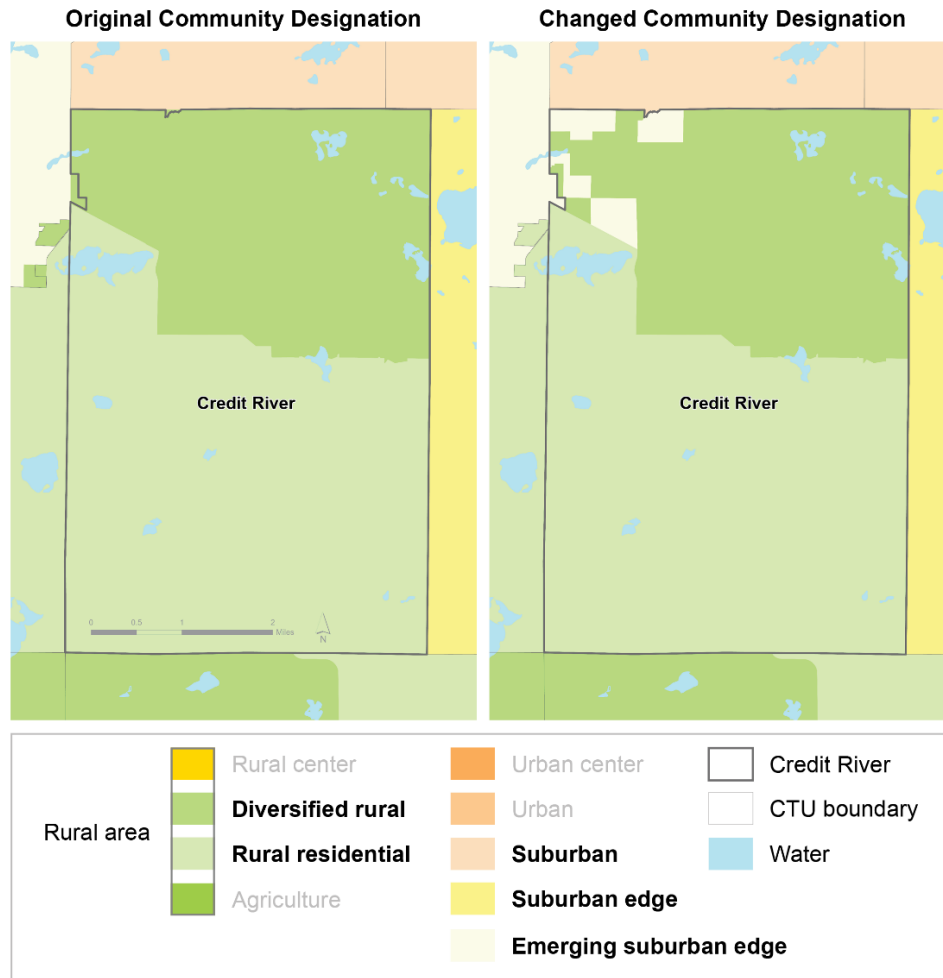 Original Community Designation
Changed Community Designation
Credit River
Credit River
0 0.5 1 2
Miles
N
Rural area
Rural center
Diversified rural
Rural residential
Agriculture
Urban center
Urban
Suburban
Suburban edge
Emerging suburban edge
Credit River
CTU boundary
Water